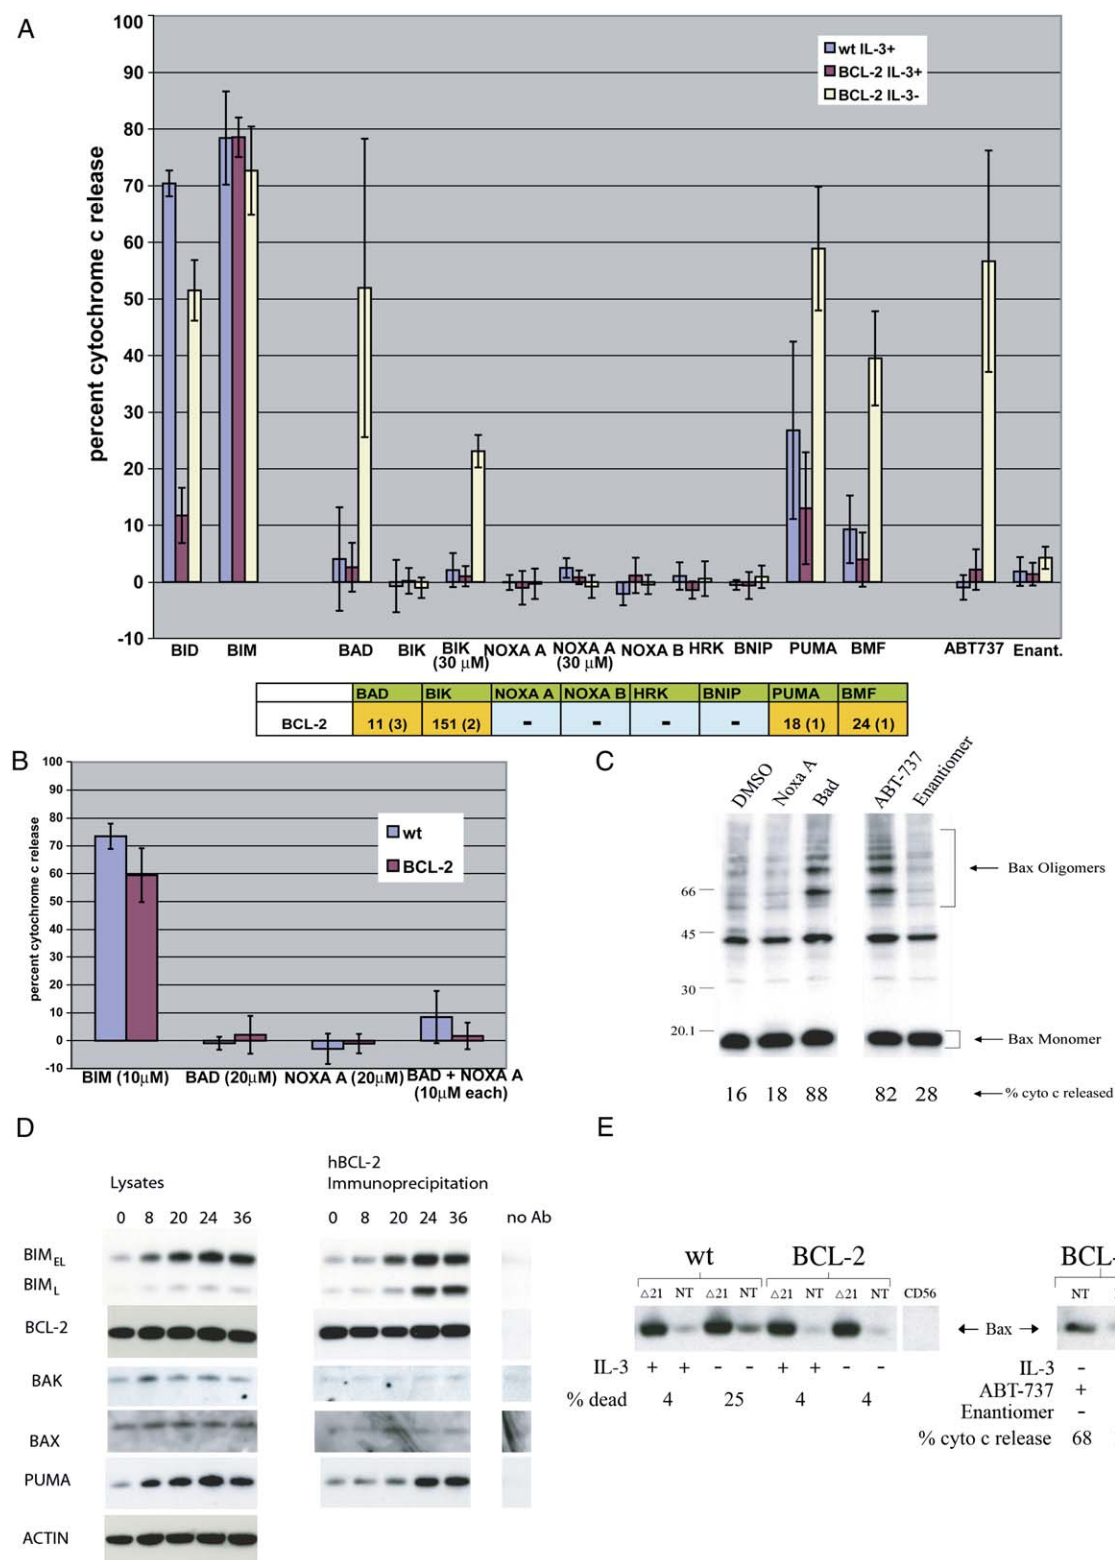 A
100
90
80
70
60
50
40
30
20
10
0
-10
percent cytochrome c release
wt IL-3+
BCL-2 IL-3+
BCL-2 IL-3-
BID BIM BAD BIK BIK (30 μM) NOXA A NOXA A (30 μM) NOXA B HRK BNIP PUMA BMF ABT737 Enant.
BAD BIK NOXA A NOXA B HRK BNIP PUMA BMF
BCL-2 11 (3) 151 (2) - - - - 18 (1) 24 (1)
B
100
90
80
70
60
50
40
30
20
10
0
-10
percent cytochrome c release
wt
BCL-2
BIM (10μM) BAD (20μM) NOXA A (20μM) BAD + NOXA A
(10μM each)
C
DMSO Noxa A Bad ABT-737 Enantiomer
66
45
30
20.1
Bax Oligomers
Bax Monomer
16 18 88 82 28 % cyto c released
D
Lysates
hBCL-2
Immunoprecipitation
0 8 20 24 36 0 8 20 24 36 no Ab
BIM EL
BIM L
BCL-2
BAK
BAX
PUMA
ACTIN
E
wt BCL-2 BCL-
△21 NT △21 NT △21 NT △21 NT CD56 NT
Bax
IL-3 + + - - + + - -
% dead 4 25 4 4
IL-3 -
ABT-737 +
Enantiomer -
% cyto c release 68